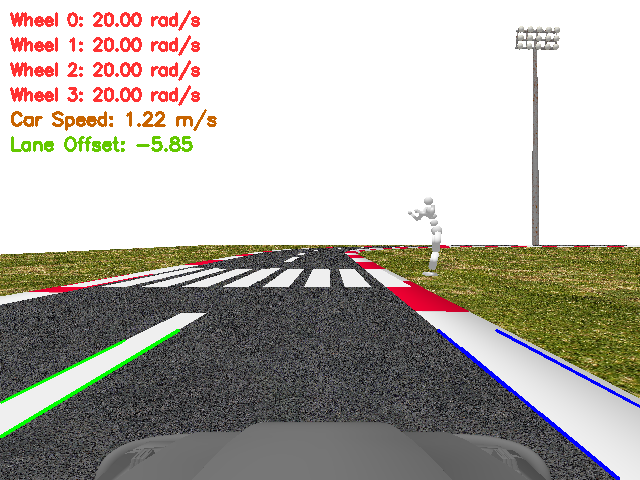 Wheel 0: 20.00 rad/s
Wheel 1: 20.00 rad/s
Wheel 2: 20.00 rad/s
Wheel 3: 20.00 rad/s
Car Speed: 1.22 m/s
Lane Offset: -5.85